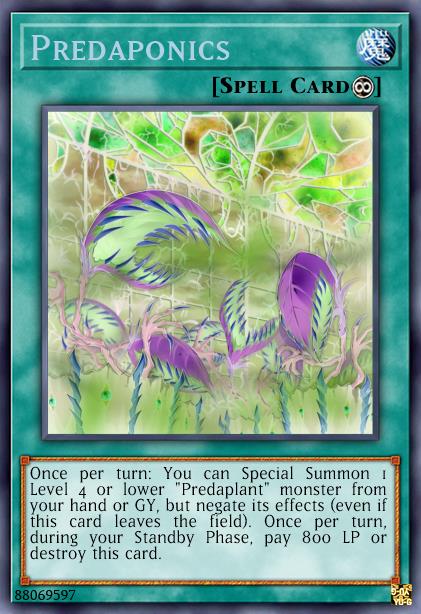 PREDAPONICS
魔
[SPELL CARD]
Once per turn: You can Special Summon 1
Level 4 or lower "Predaplant" monster from
your hand or GY, but negate its effects (even if
this card leaves the field). Once per turn,
during your Standby Phase, pay 800 LP or
destroy this card.
88069597